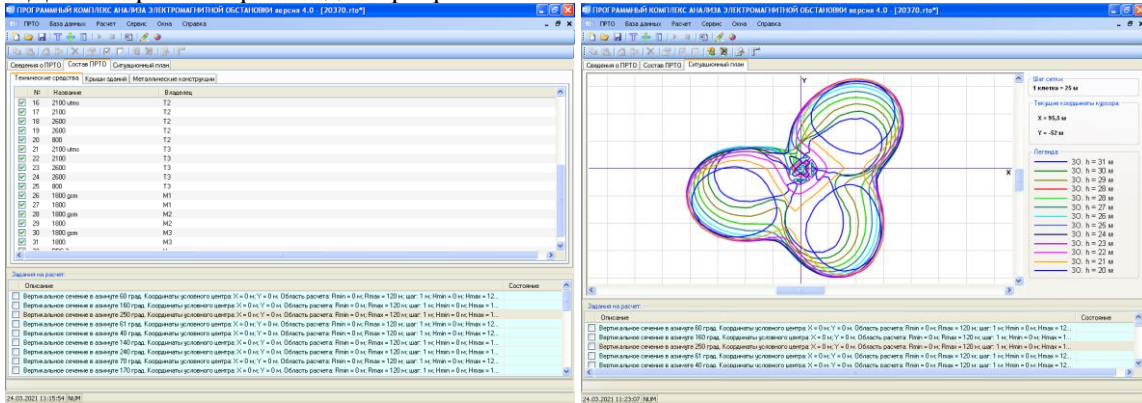 ПРОГРАММНЫЙ КОМПЛЕКС АНАЛИЗА ЭЛЕКТРОМАГНИТНОЙ ОБСТАНОВКИ версия 4.0 - [20370.rto*]
ПРТО База данных Расчет Сервис Окна Справка
Сведения о ПРТО Состав ПРТО Ситуационный план
Технические средства Крыши зданий Металлические конструкции
№ Название Владелец
16 2100 utno T2
17 2100 T2
18 2600 T2
19 2600 T2
20 800 T2
21 2100 utno T3
22 2100 T3
23 2600 T3
24 2600 T3
25 800 T3
26 1800 gsm М1
27 1800 М1
28 1800 gsm М2
29 1800 М2
30 1800 gsm М3
31 1800 М3
Задания на расчет:
Описание Состояние
Вертикальное сечение в азимуте 60 град. Координаты условного центра: X = 0 м; Y = 0 м. Область расчета: Rmin = 0 м; Rmax = 120 м; шаг: 1 м; Hmin = 0 м; Hmax = 12...
Вертикальное сечение в азимуте 160 град. Координаты условного центра: X = 0 м; Y = 0 м. Область расчета: Rmin = 0 м; Rmax = 120 м; шаг: 1 м; Hmin = 0 м; Hmax = 1...
Вертикальное сечение в азимуте 250 град. Координаты условного центра: X = 0 м; Y = 0 м. Область расчета: Rmin = 0 м; Rmax = 120 м; шаг: 1 м; Hmin = 0 м; Hmax = 1...
Вертикальное сечение в азимуте 61 град. Координаты условного центра: X = 0 м; Y = 0 м. Область расчета: Rmin = 0 м; Rmax = 120 м; шаг: 1 м; Hmin = 0 м; Hmax = 12...
Вертикальное сечение в азимуте 40 град. Координаты условного центра: X = 0 м; Y = 0 м. Область расчета: Rmin = 0 м; Rmax = 120 м; шаг: 1 м; Hmin = 0 м; Hmax = 12...
Вертикальное сечение в азимуте 140 град. Координаты условного центра: X = 0 м; Y = 0 м. Область расчета: Rmin = 0 м; Rmax = 120 м; шаг: 1 м; Hmin = 0 м; Hmax = 1...
Вертикальное сечение в азимуте 240 град. Координаты условного центра: X = 0 м; Y = 0 м. Область расчета: Rmin = 0 м; Rmax = 120 м; шаг: 1 м; Hmin = 0 м; Hmax = 1...
Вертикальное сечение в азимуте 70 град. Координаты условного центра: X = 0 м; Y = 0 м. Область расчета: Rmin = 0 м; Rmax = 120 м; шаг: 1 м; Hmin = 0 м; Hmax = 12...
Вертикальное сечение в азимуте 170 град. Координаты условного центра: X = 0 м; Y = 0 м. Область расчета: Rmin = 0 м; Rmax = 120 м; шаг: 1 м; Hmin = 0 м; Hmax = 1...
24.03.2021 11:15:54 NUM
ПРОГРАММНЫЙ КОМПЛЕКС АНАЛИЗА ЭЛЕКТРОМАГНИТНОЙ ОБСТАНОВКИ версия 4.0 - [20370.rto*]
ПРТО База данных Расчет Сервис Окна Справка
Сведения о ПРТО Состав ПРТО Ситуационный план
Y
X
Шаг сетки
1 клетка = 25 м
Текущие координаты курсора
X = 95,5 м
Y = -52 м
Легенда
ЗО. h = 31 м
ЗО. h = 30 м
ЗО. h = 29 м
ЗО. h = 28 м
ЗО. h = 28 м
ЗО. h = 27 м
ЗО. h = 26 м
ЗО. h = 25 м
ЗО. h = 24 м
ЗО. h = 23 м
ЗО. h = 22 м
ЗО. h = 21 м
ЗО. h = 20 м
Задания на расчет:
Описание Состояние
Вертикальное сечение в азимуте 60 град. Координаты условного центра: X = 0 м; Y = 0 м. Область расчета: Rmin = 0 м; Rmax = 120 м; шаг: 1 м; Hmin = 0 м; Hmax = 12...
Вертикальное сечение в азимуте 160 град. Координаты условного центра: X = 0 м; Y = 0 м. Область расчета: Rmin = 0 м; Rmax = 120 м; шаг: 1 м; Hmin = 0 м; Hmax = 1...
Вертикальное сечение в азимуте 250 град. Координаты условного центра: X = 0 м; Y = 0 м. Область расчета: Rmin = 0 м; Rmax = 120 м; шаг: 1 м; Hmin = 0 м; Hmax = 1...
Вертикальное сечение в азимуте 61 град. Координаты условного центра: X = 0 м; Y = 0 м. Область расчета: Rmin = 0 м; Rmax = 120 м; шаг: 1 м; Hmin = 0 м; Hmax = 12...
Вертикальное сечение в азимуте 40 град. Координаты условного центра: X = 0 м; Y = 0 м. Область расчета: Rmin = 0 м; Rmax = 120 м; шаг: 1 м; Hmin = 0 м; Hmax = 12...
24.03.2021 11:23:07 NUM